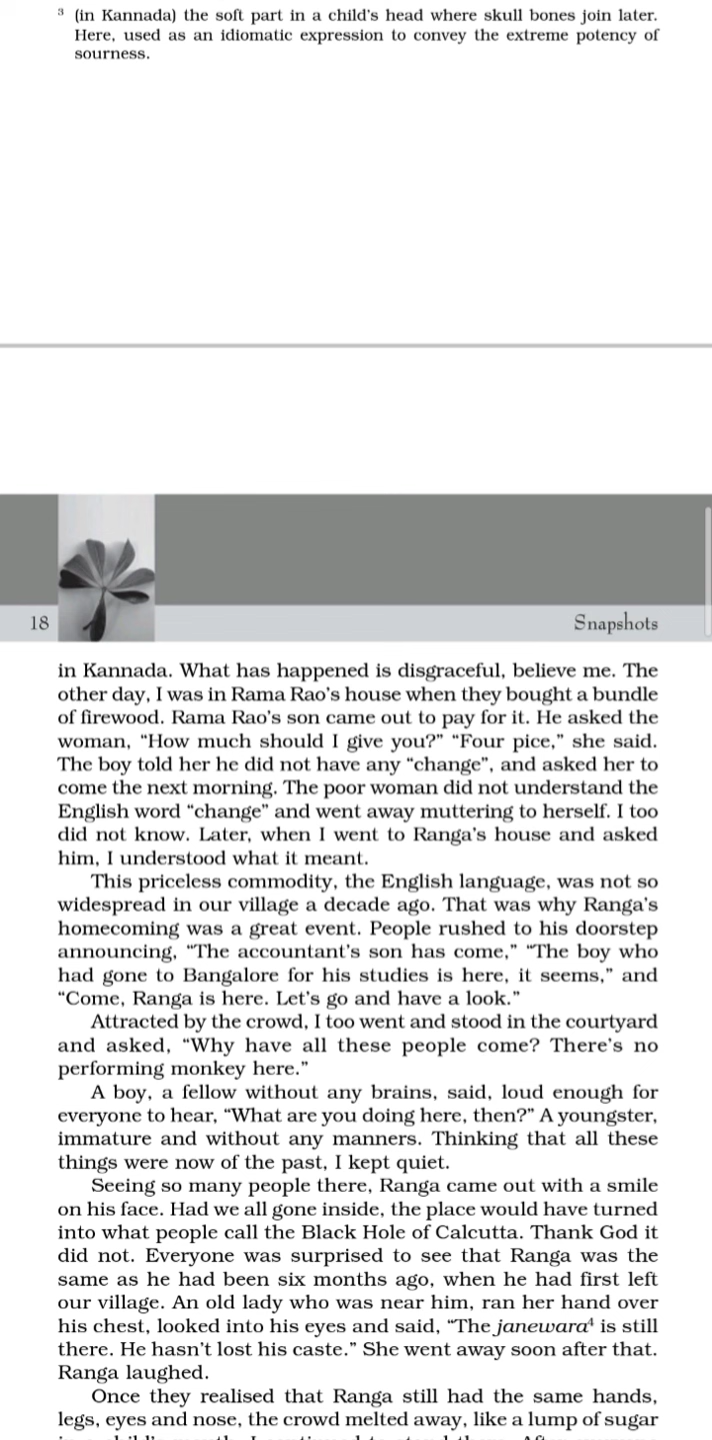 ³ (in Kannada) the soft part in a child's head where skull bones join later.
Here, used as an idiomatic expression to convey the extreme potency of
sourness.
18
Snapshots
in Kannada. What has happened is disgraceful, believe me. The
other day, I was in Rama Rao's house when they bought a bundle
of firewood. Rama Rao's son came out to pay for it. He asked the
woman, “How much should I give you?” “Four pice,” she said.
The boy told her he did not have any “change”, and asked her to
come the next morning. The poor woman did not understand the
English word “change” and went away muttering to herself. I too
did not know. Later, when I went to Ranga's house and asked
him, I understood what it meant.
This priceless commodity, the English language, was not so
widespread in our village a decade ago. That was why Ranga's
homecoming was a great event. People rushed to his doorstep
announcing, “The accountant's son has come,” “The boy who
had gone to Bangalore for his studies is here, it seems,” and
“Come, Ranga is here. Let's go and have a look.”
Attracted by the crowd, I too went and stood in the courtyard
and asked, “Why have all these people come? There's no
performing monkey here.”
A boy, a fellow without any brains, said, loud enough for
everyone to hear, “What are you doing here, then?” A youngster,
immature and without any manners. Thinking that all these
things were now of the past, I kept quiet.
Seeing so many people there, Ranga came out with a smile
on his face. Had we all gone inside, the place would have turned
into what people call the Black Hole of Calcutta. Thank God it
did not. Everyone was surprised to see that Ranga was the
same as he had been six months ago, when he had first left
our village. An old lady who was near him, ran her hand over
his chest, looked into his eyes and said, “The janewara⁴ is still
there. He hasn't lost his caste.” She went away soon after that.
Ranga laughed.
Once they realised that Ranga still had the same hands,
legs, eyes and nose, the crowd melted away, like a lump of sugar